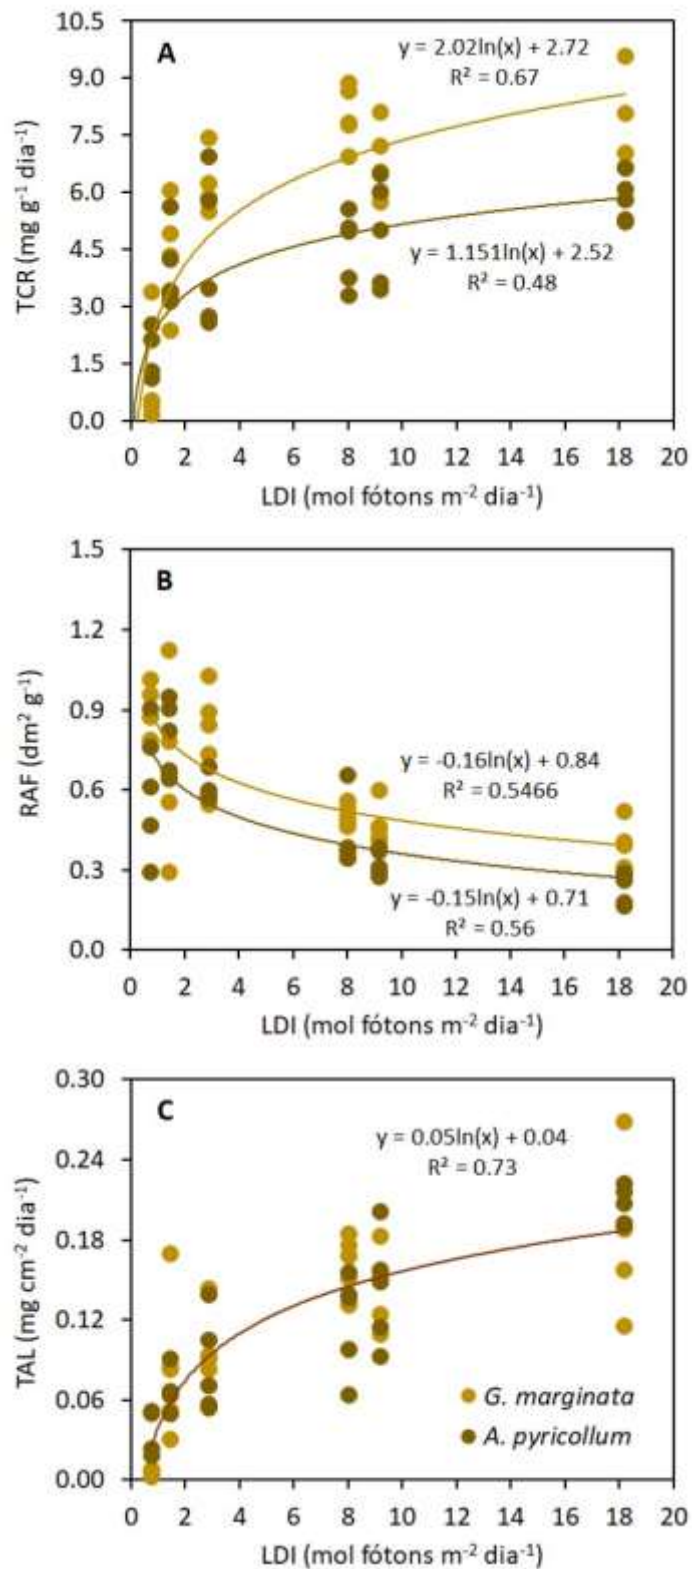 10.5
A
y = 2.02ln(x) + 2.72
R² = 0.67
9.0
7.5
6.0
4.5
y = 1.151ln(x) + 2.52
R² = 0.48
3.0
1.5
0.0
TCR (mg g⁻¹ dia⁻¹)
0 2 4 6 8 10 12 14 16 18 20
LDI (mol fótons m⁻² dia⁻¹)
1.5
B
1.2
0.9
y = -0.16ln(x) + 0.84
R² = 0.5466
0.6
0.3
y = -0.15ln(x) + 0.71
R² = 0.56
0.0
RAF (dm² g⁻¹)
0 2 4 6 8 10 12 14 16 18 20
LDI (mol fótons m⁻² dia⁻¹)
0.30
C
y = 0.05ln(x) + 0.04
R² = 0.73
0.24
0.18
0.12
0.06
G. marginata
A. pyricollum
0.00
TAL (mg cm⁻² dia⁻¹)
0 2 4 6 8 10 12 14 16 18 20
LDI (mol fótons m⁻² dia⁻¹)